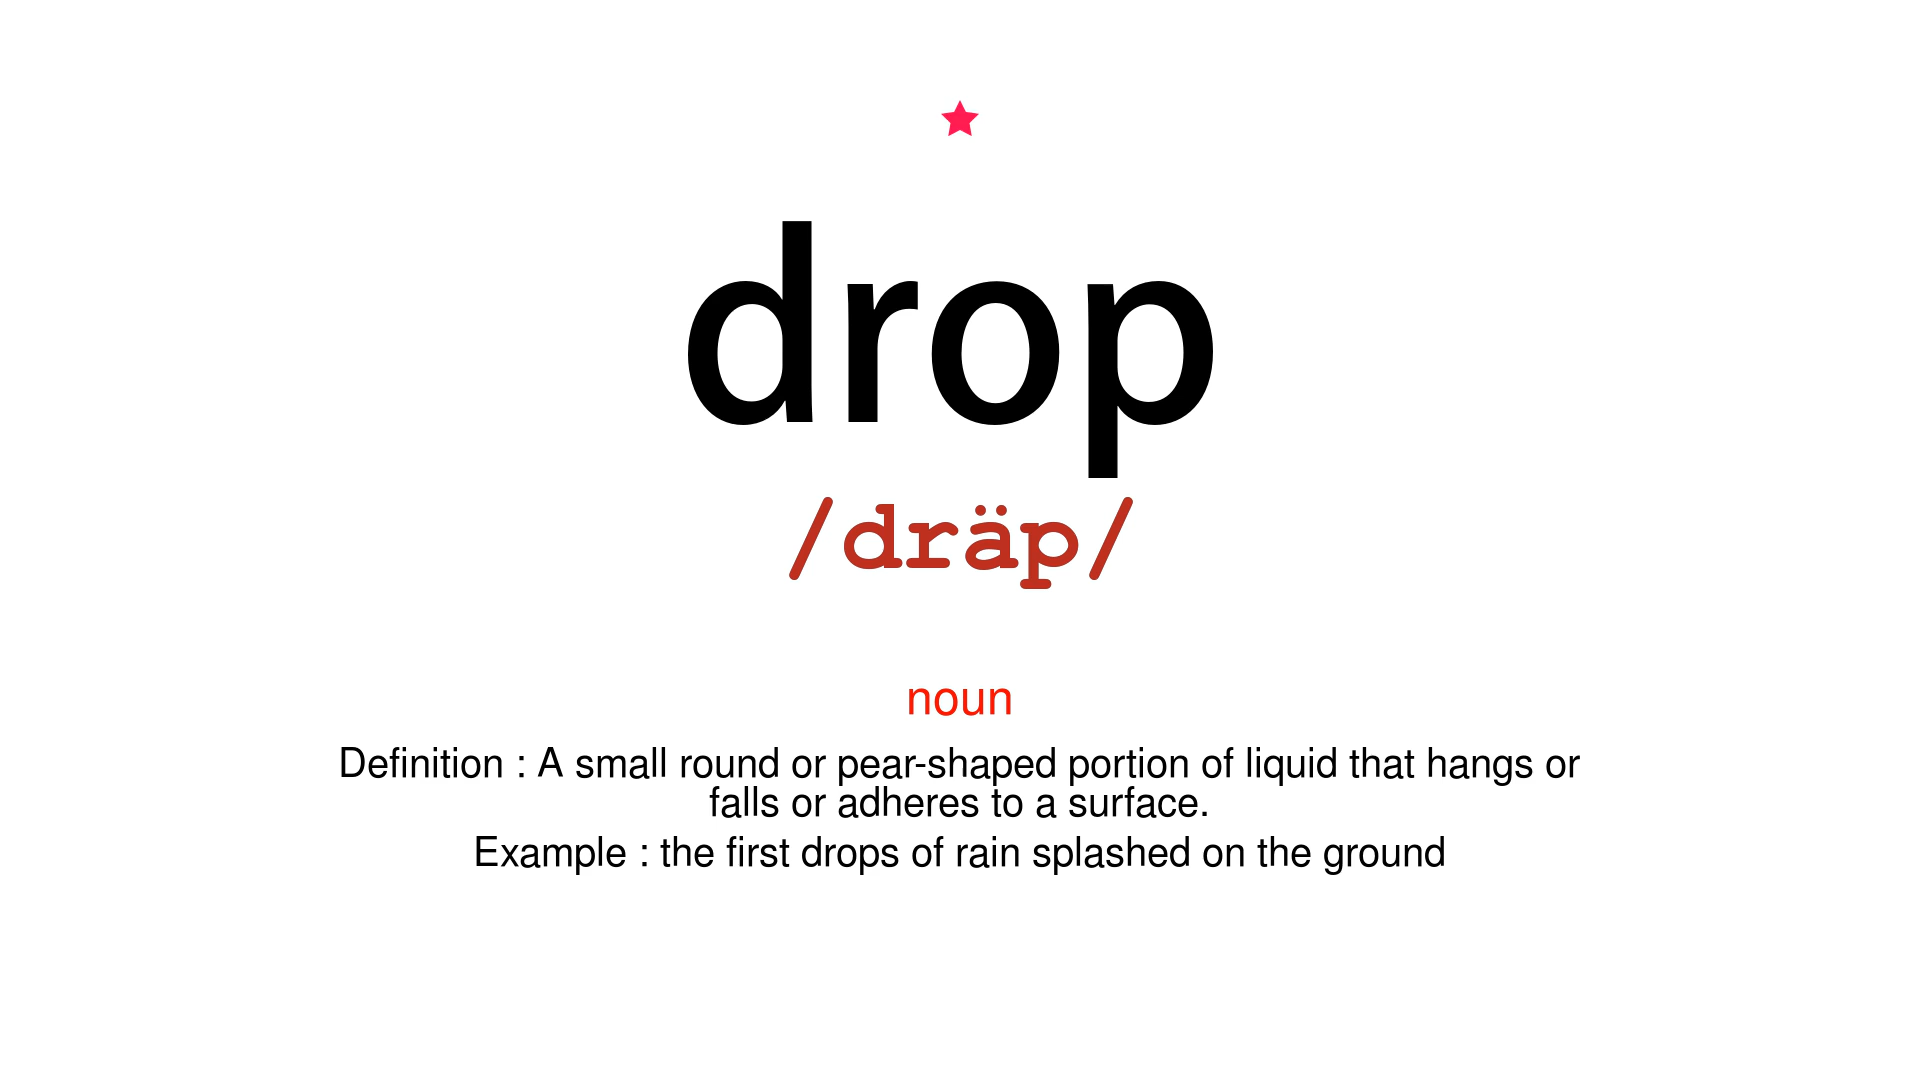 drop
/dräp/
noun
Definition : A small round or pear-shaped portion of liquid that hangs or
falls or adheres to a surface.
Example : the first drops of rain splashed on the ground